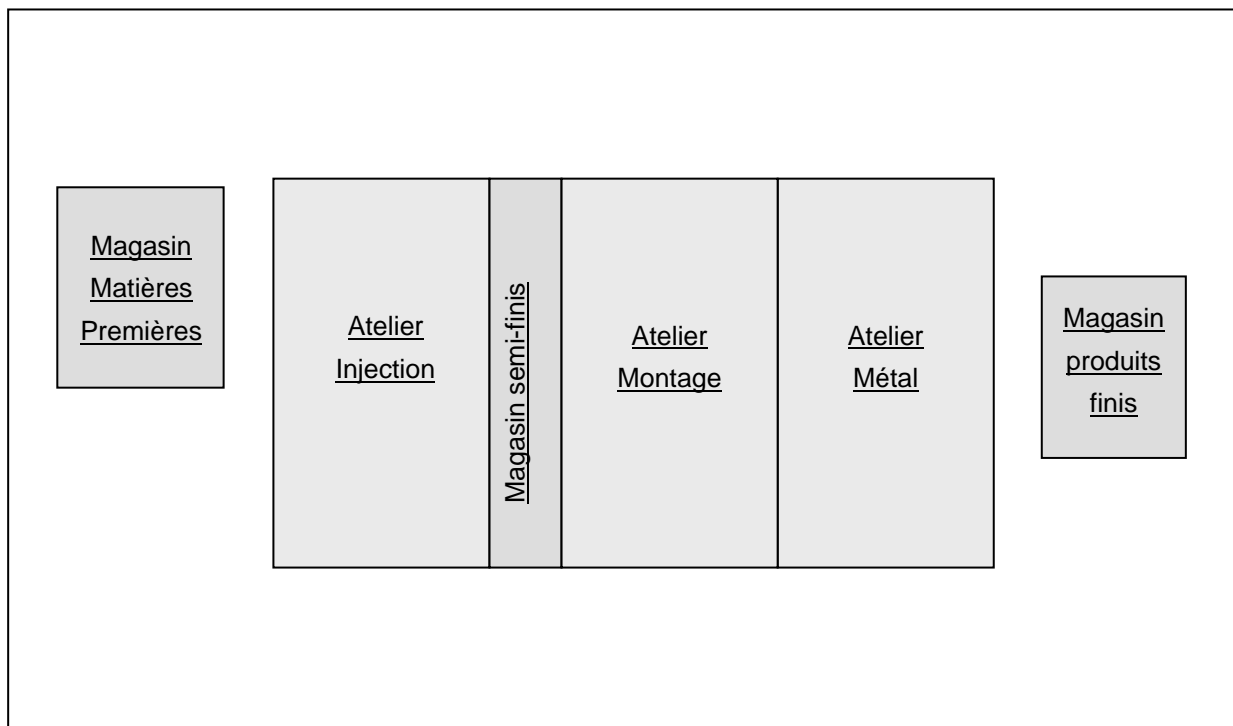 Magasin
Matières
Premières
Atelier
Injection
Magasin semi-finis
Atelier
Montage
Atelier
Métal
Magasin
produits
finis